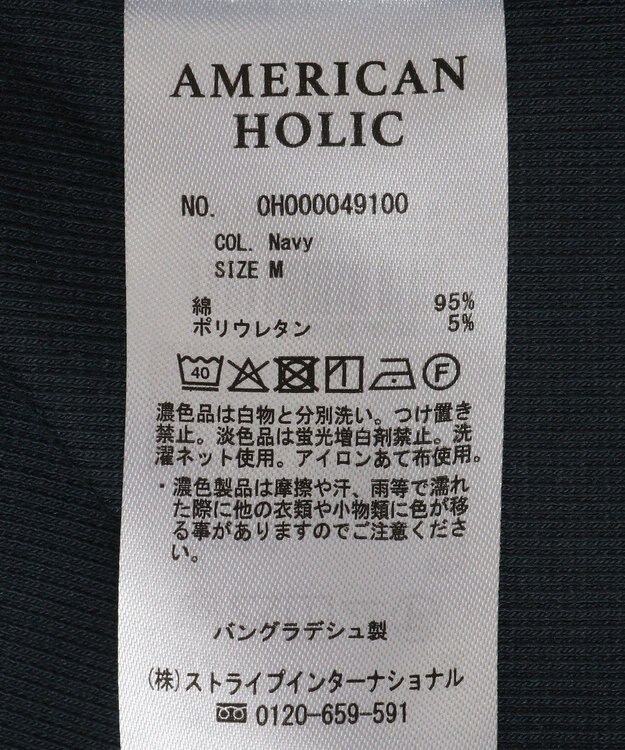 AMERICAN
HOLIC
NO. 0H000049100
COL. Navy
SIZE M
綿 95%
ポリウレタン 5%
40 F
濃色品は白物と分別洗い。つけ置き
禁止。淡色品は蛍光増白剤禁止。洗
濯ネット使用。アイロンあて布使用。
・濃色製品は摩擦や汗、雨等で濡れ
た際に他の衣類や小物類に色が移
る事がありますのでご注意くださ
い。
バングラデシュ製
(株)ストライプインターナショナル
0120-659-591